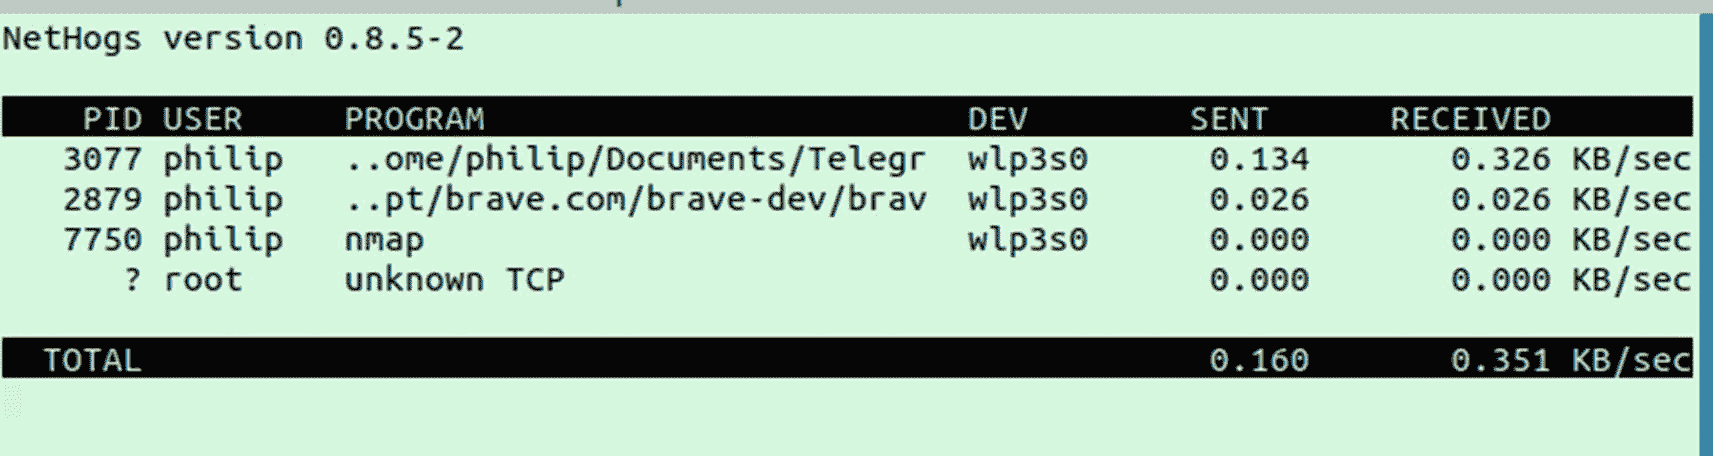 NetHogs version 0.8.5-2
PID USER PROGRAM DEV SENT RECEIVED
3077 philip ..ome/philip/Documents/Telegr wlp3s0 0.134 0.326 KB/sec
2879 philip ..pt/brave.com/brave-dev/brav wlp3s0 0.026 0.026 KB/sec
7750 philip nmap wlp3s0 0.000 0.000 KB/sec
? root unknown TCP 0.000 0.000 KB/sec
TOTAL 0.160 0.351 KB/sec